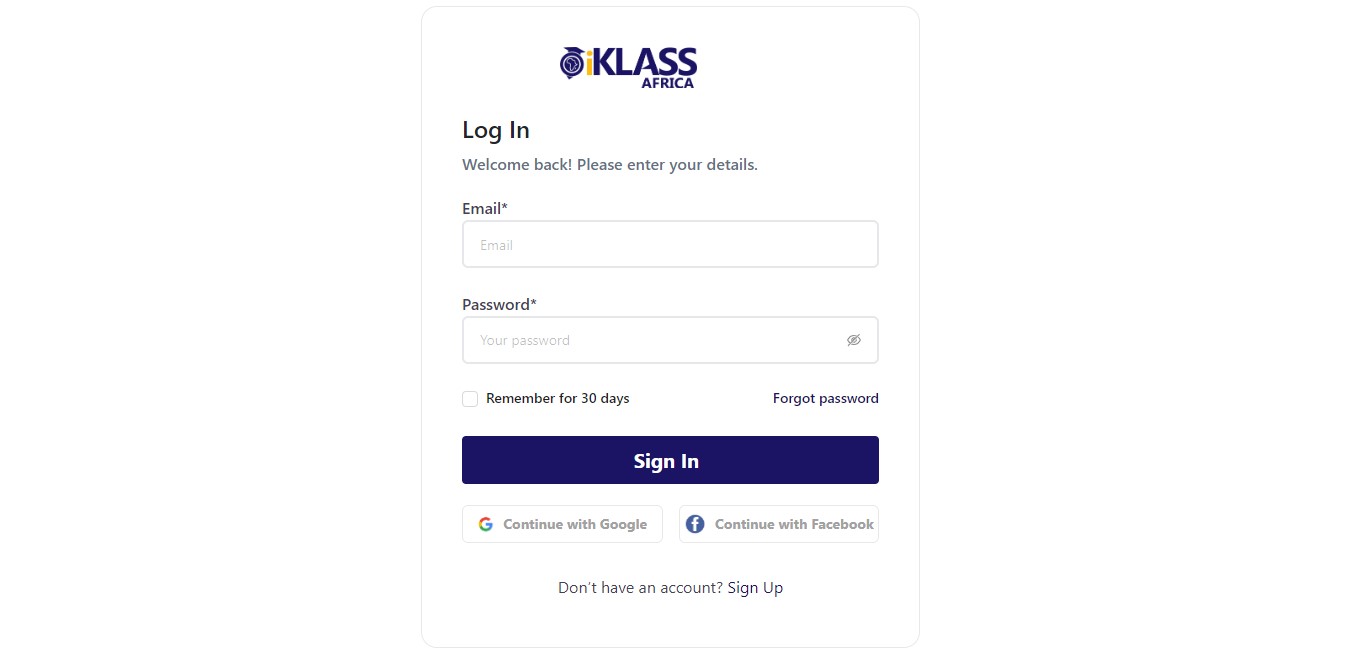 iKLASS
AFRICA
Log In
Welcome back! Please enter your details.
Email*
Email
Password*
Your password
Remember for 30 days
Forgot password
Sign In
Continue with Google
Continue with Facebook
Don't have an account? Sign Up